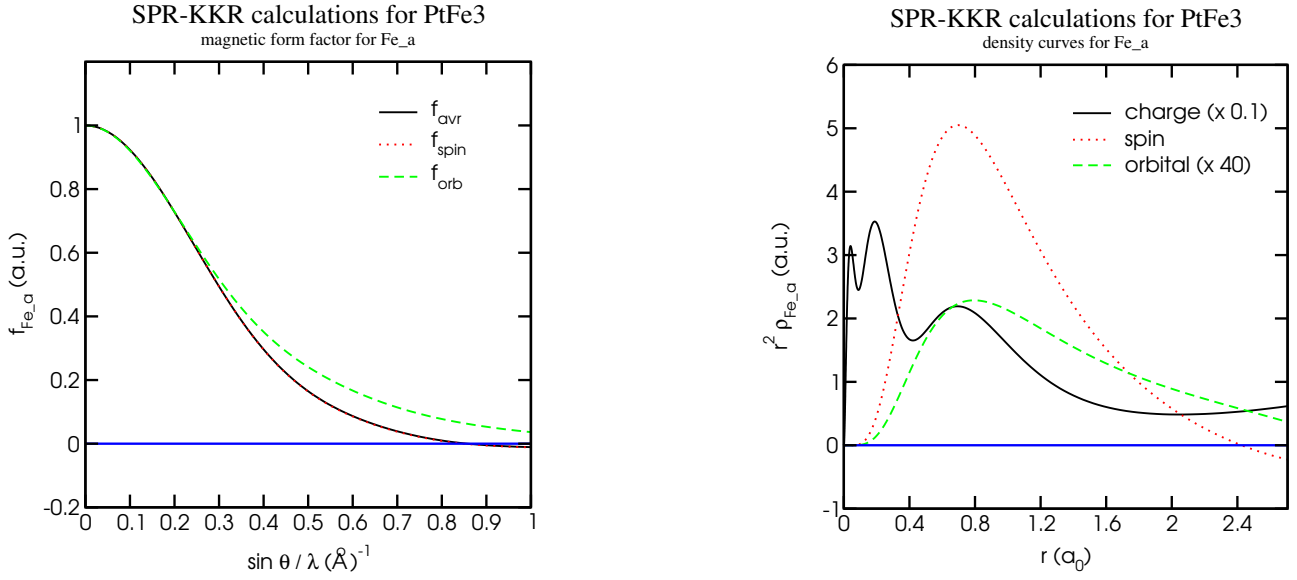 SPR-KKR calculations for PtFe3
magnetic form factor for Fe_a
f_avr
f_spin
f_orb
1
0.8
0.6
0.4
0.2
0
-0.2
f_Fe_a (a.u.)
0 0.1 0.2 0.3 0.4 0.5 0.6 0.7 0.8 0.9 1
sin θ / λ (Å)^-1
SPR-KKR calculations for PtFe3
density curves for Fe_a
charge (x 0.1)
spin
orbital (x 40)
6
5
4
3
2
1
0
-1
r^2 ρ_Fe_a (a.u.)
0 0.4 0.8 1.2 1.6 2 2.4
r (a_0)